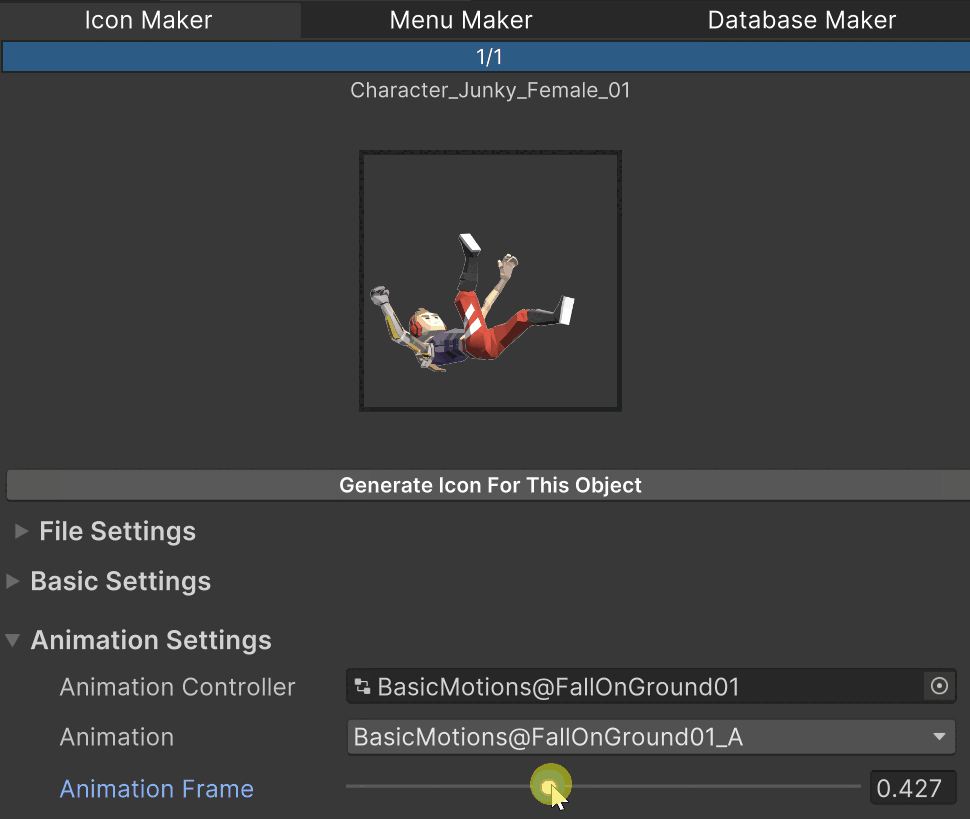 Icon Maker Menu Maker Database Maker
1/1
Character_Junky_Female_01
Generate Icon For This Object
File Settings
Basic Settings
Animation Settings
Animation Controller BasicMotions@FallOnGround01
Animation BasicMotions@FallOnGround01_A
Animation Frame 0.427